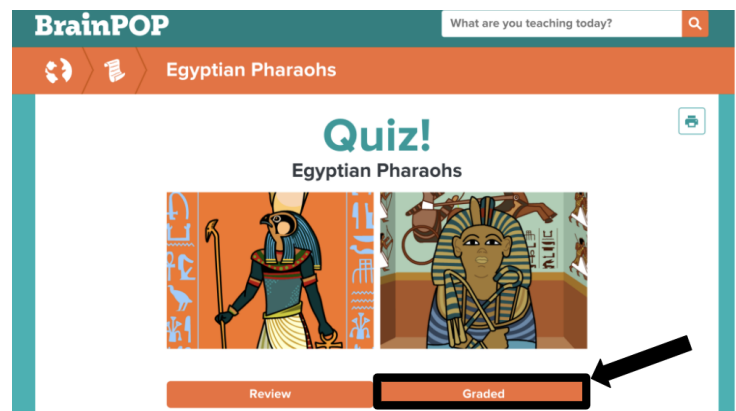 BrainPOP
What are you teaching today?
Egyptian Pharaohs
Quiz!
Egyptian Pharaohs
Review
Graded